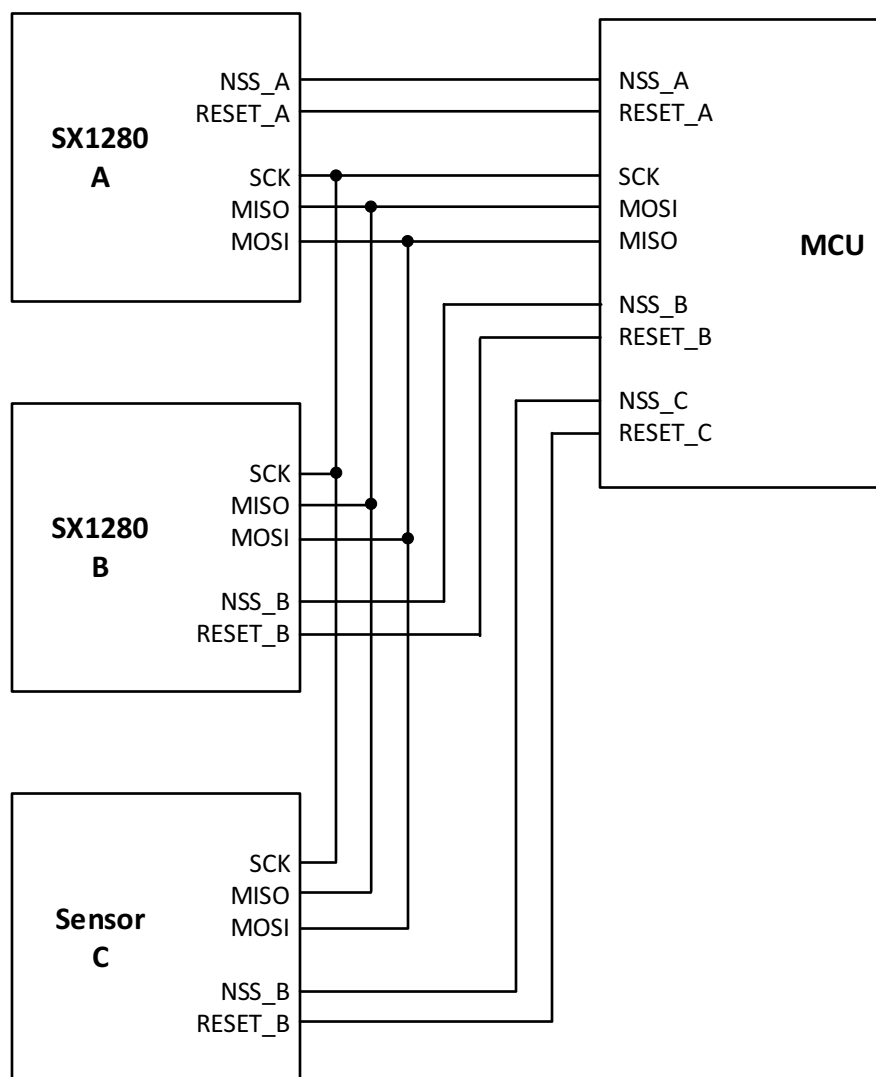 SX1280
A
NSS_A
RESET_A
SCK
MISO
MOSI
NSS_A
RESET_A
SCK
MOSI
MISO
NSS_B
RESET_B
NSS_C
RESET_C
MCU
SX1280
B
SCK
MISO
MOSI
NSS_B
RESET_B
Sensor
C
SCK
MISO
MOSI
NSS_B
RESET_B